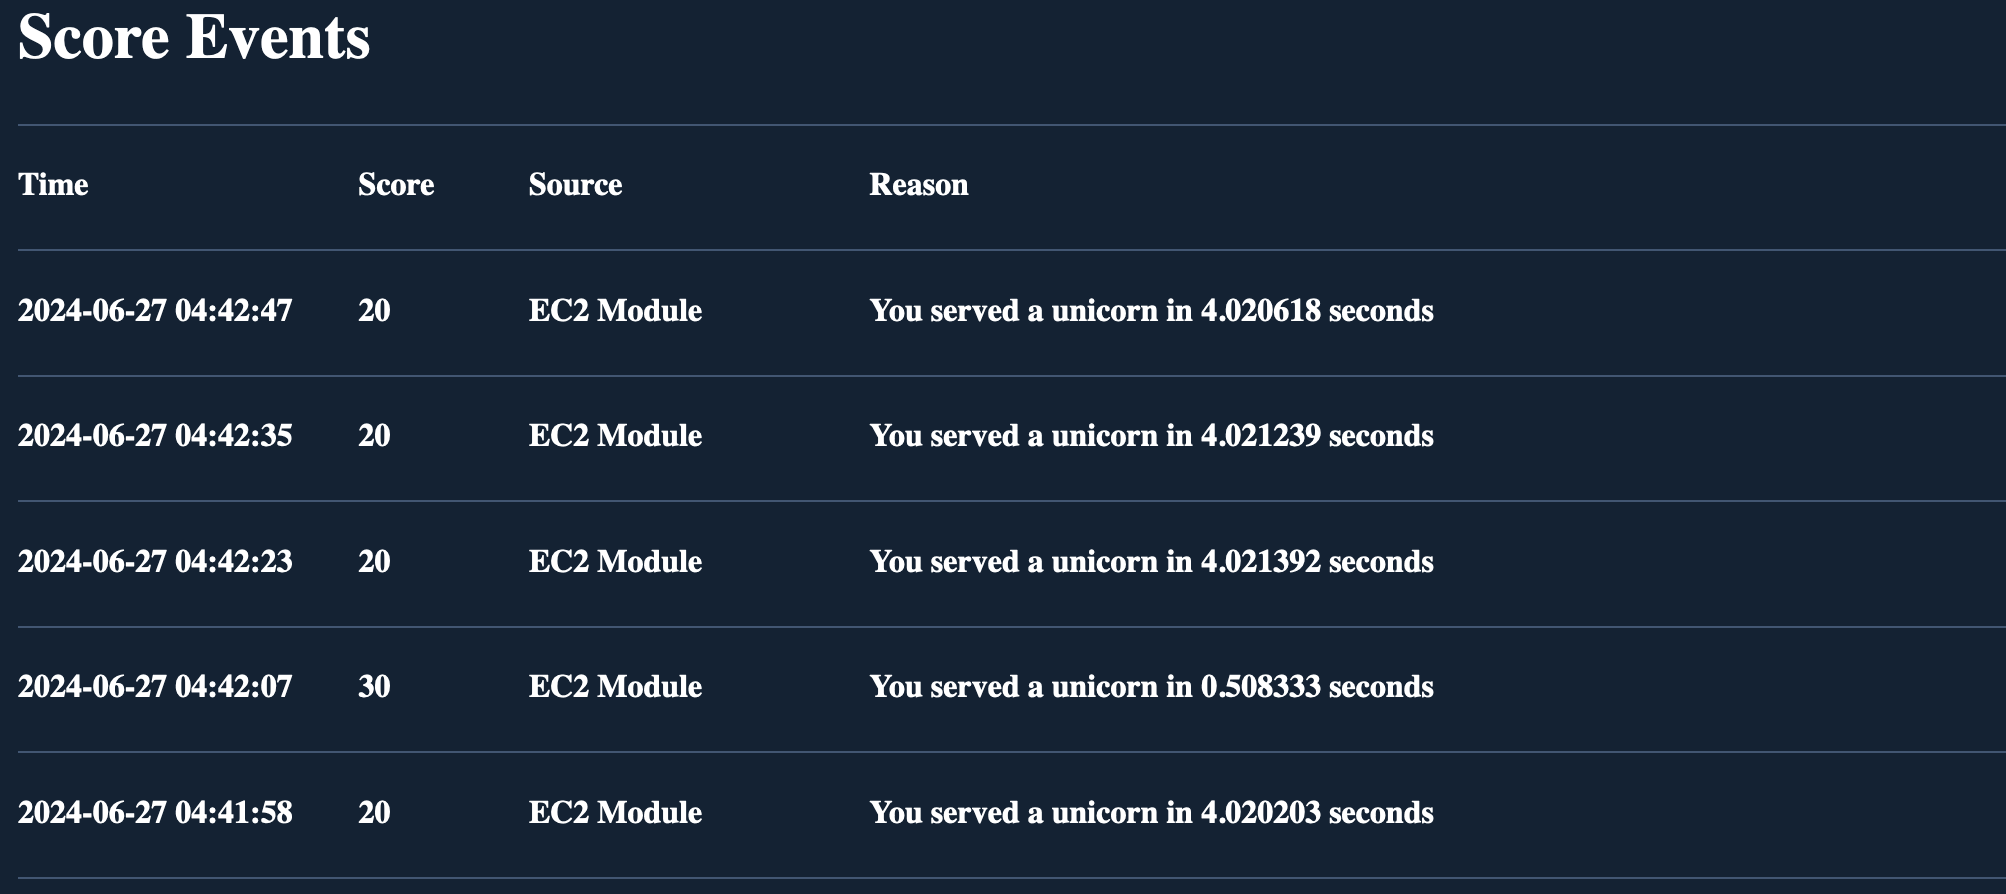 Score Events
Time Score Source Reason
2024-06-27 04:42:47 20 EC2 Module You served a unicorn in 4.020618 seconds
2024-06-27 04:42:35 20 EC2 Module You served a unicorn in 4.021239 seconds
2024-06-27 04:42:23 20 EC2 Module You served a unicorn in 4.021392 seconds
2024-06-27 04:42:07 30 EC2 Module You served a unicorn in 0.508333 seconds
2024-06-27 04:41:58 20 EC2 Module You served a unicorn in 4.020203 seconds